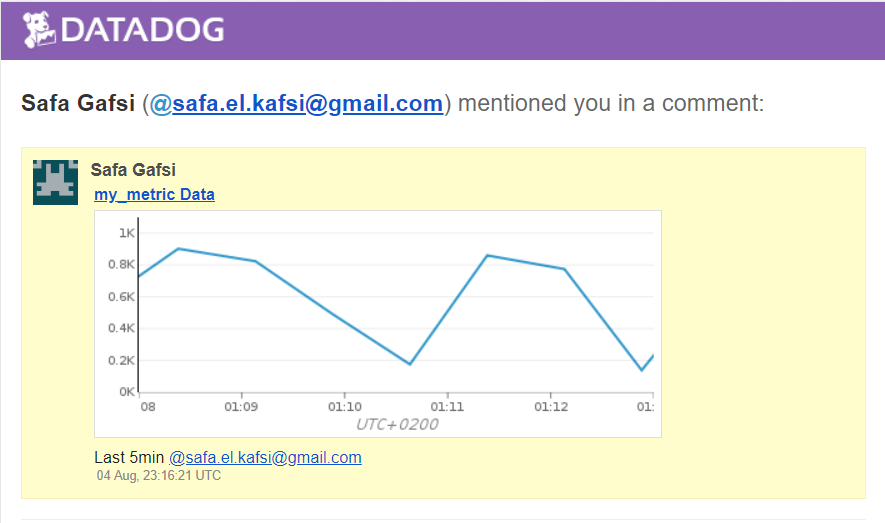 DATADOG
Safa Gafsi (@safa.el.kafsi@gmail.com) mentioned you in a comment:
Safa Gafsi
my_metric Data
1K
0.8K
0.6K
0.4K
0.2K
0K
08 01:09 01:10 01:11 01:12 01:
UTC+0200
Last 5min @safa.el.kafsi@gmail.com
04 Aug, 23:16:21 UTC